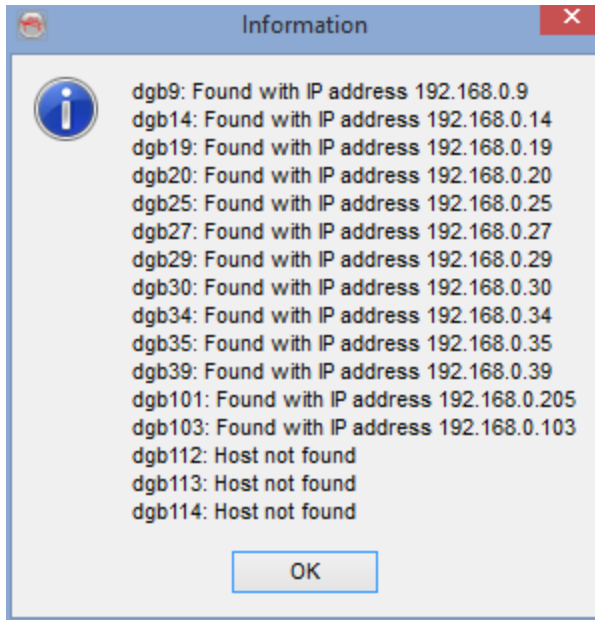 Information
dgb9: Found with IP address 192.168.0.9
dgb14: Found with IP address 192.168.0.14
dgb19: Found with IP address 192.168.0.19
dgb20: Found with IP address 192.168.0.20
dgb25: Found with IP address 192.168.0.25
dgb27: Found with IP address 192.168.0.27
dgb29: Found with IP address 192.168.0.29
dgb30: Found with IP address 192.168.0.30
dgb34: Found with IP address 192.168.0.34
dgb35: Found with IP address 192.168.0.35
dgb39: Found with IP address 192.168.0.39
dgb101: Found with IP address 192.168.0.205
dgb103: Found with IP address 192.168.0.103
dgb112: Host not found
dgb113: Host not found
dgb114: Host not found
OK